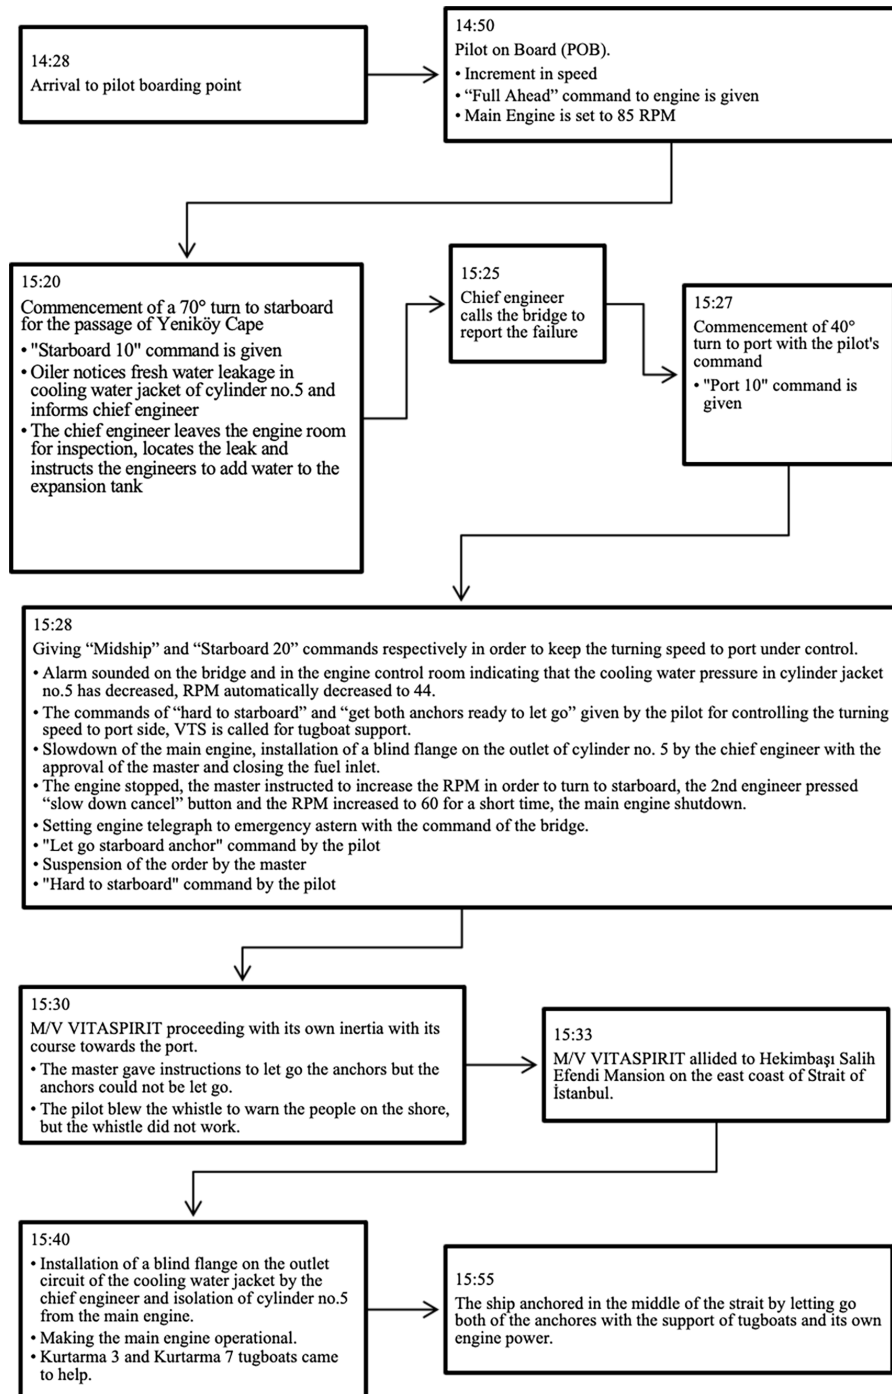 14:28
Arrival to pilot boarding point
14:50
Pilot on Board (POB).
• Increment in speed
• “Full Ahead” command to engine is given
• Main Engine is set to 85 RPM
15:20
Commencement of a 70° turn to starboard
for the passage of Yeniköy Cape
• "Starboard 10" command is given
• Oiler notices fresh water leakage in
cooling water jacket of cylinder no.5 and
informs chief engineer
• The chief engineer leaves the engine room
for inspection, locates the leak and
instructs the engineers to add water to the
expansion tank
15:25
Chief engineer
calls the bridge to
report the failure
15:27
Commencement of 40°
turn to port with the pilot's
command
• "Port 10" command is
given
15:28
Giving “Midship” and “Starboard 20” commands respectively in order to keep the turning speed to port under control.
• Alarm sounded on the bridge and in the engine control room indicating that the cooling water pressure in cylinder jacket
no.5 has decreased, RPM automatically decreased to 44.
• The commands of “hard to starboard” and “get both anchors ready to let go” given by the pilot for controlling the turning
speed to port side, VTS is called for tugboat support.
• Slowdown of the main engine, installation of a blind flange on the outlet of cylinder no. 5 by the chief engineer with the
approval of the master and closing the fuel inlet.
• The engine stopped, the master instructed to increase the RPM in order to turn to starboard, the 2nd engineer pressed
“slow down cancel” button and the RPM increased to 60 for a short time, the main engine shutdown.
• Setting engine telegraph to emergency astern with the command of the bridge.
• "Let go starboard anchor" command by the pilot
• Suspension of the order by the master
• "Hard to starboard" command by the pilot
15:30
M/V VITASPIRIT proceeding with its own inertia with its
course towards the port.
• The master gave instructions to let go the anchors but the
anchors could not be let go.
• The pilot blew the whistle to warn the people on the shore,
but the whistle did not work.
15:33
M/V VITASPIRIT allided to Hekimbaşı Salih
Efendi Mansion on the east coast of Strait of
İstanbul.
15:40
• Installation of a blind flange on the outlet
circuit of the cooling water jacket by the
chief engineer and isolation of cylinder no.5
from the main engine.
• Making the main engine operational.
• Kurtarma 3 and Kurtarma 7 tugboats came
to help.
15:55
The ship anchored in the middle of the strait by letting go
both of the anchores with the support of tugboats and its own
engine power.